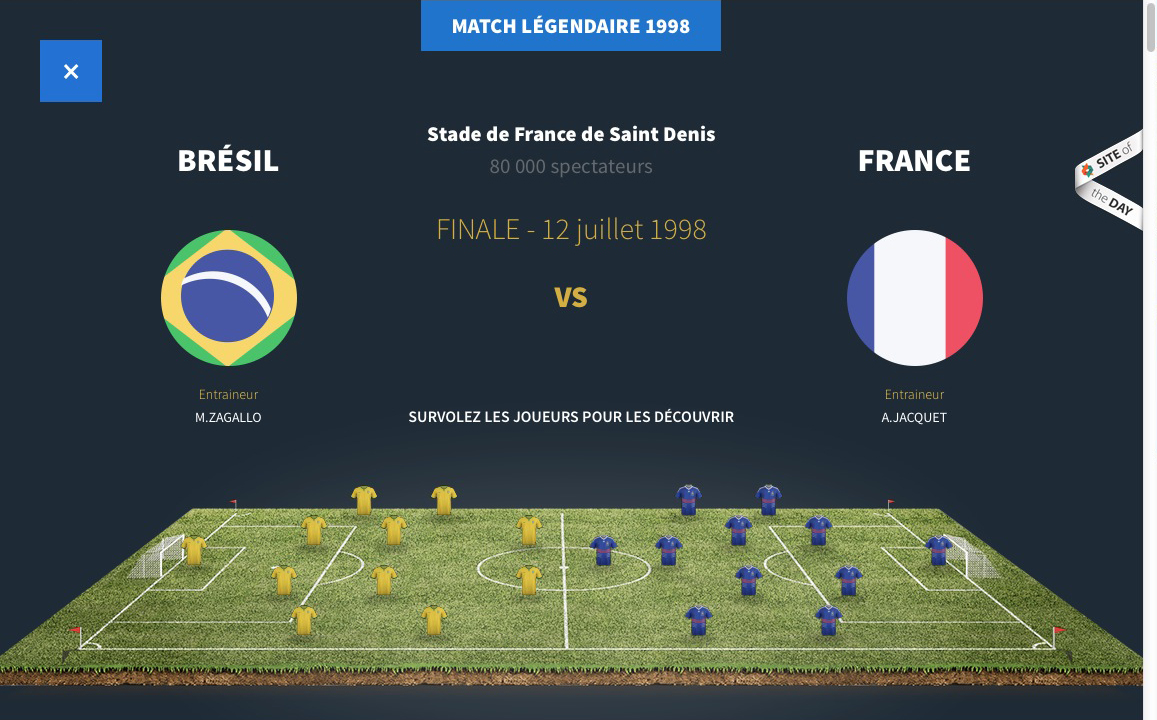 MATCH LÉGENDAIRE 1998
×
Stade de France de Saint Denis
80 000 spectateurs
BRÉSIL
FRANCE
SITE of
the DAY
FINALE - 12 juillet 1998
VS
Entraineur
M.ZAGALLO
Entraineur
A.JACQUET
SURVOLEZ LES JOUEURS POUR LES DÉCOUVRIR